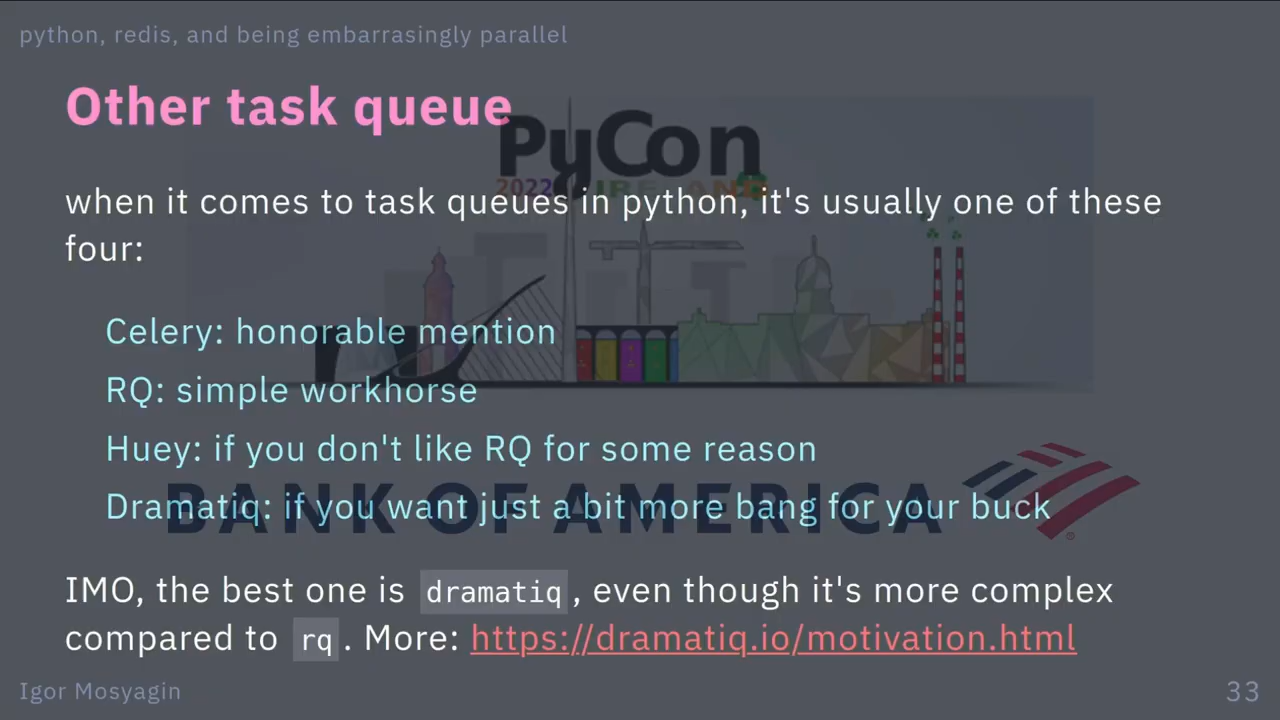 python, redis, and being embarrasingly parallel
Other task queue
PyCon
2022 IRELAND
when it comes to task queues in python, it's usually one of these
four:
Celery: honorable mention
RQ: simple workhorse
Huey: if you don't like RQ for some reason
BANK OF AMERICA
Dramatiq: if you want just a bit more bang for your buck
IMO, the best one is dramatiq, even though it's more complex
compared to rq. More: https://dramatiq.io/motivation.html
Igor Mosyagin
33